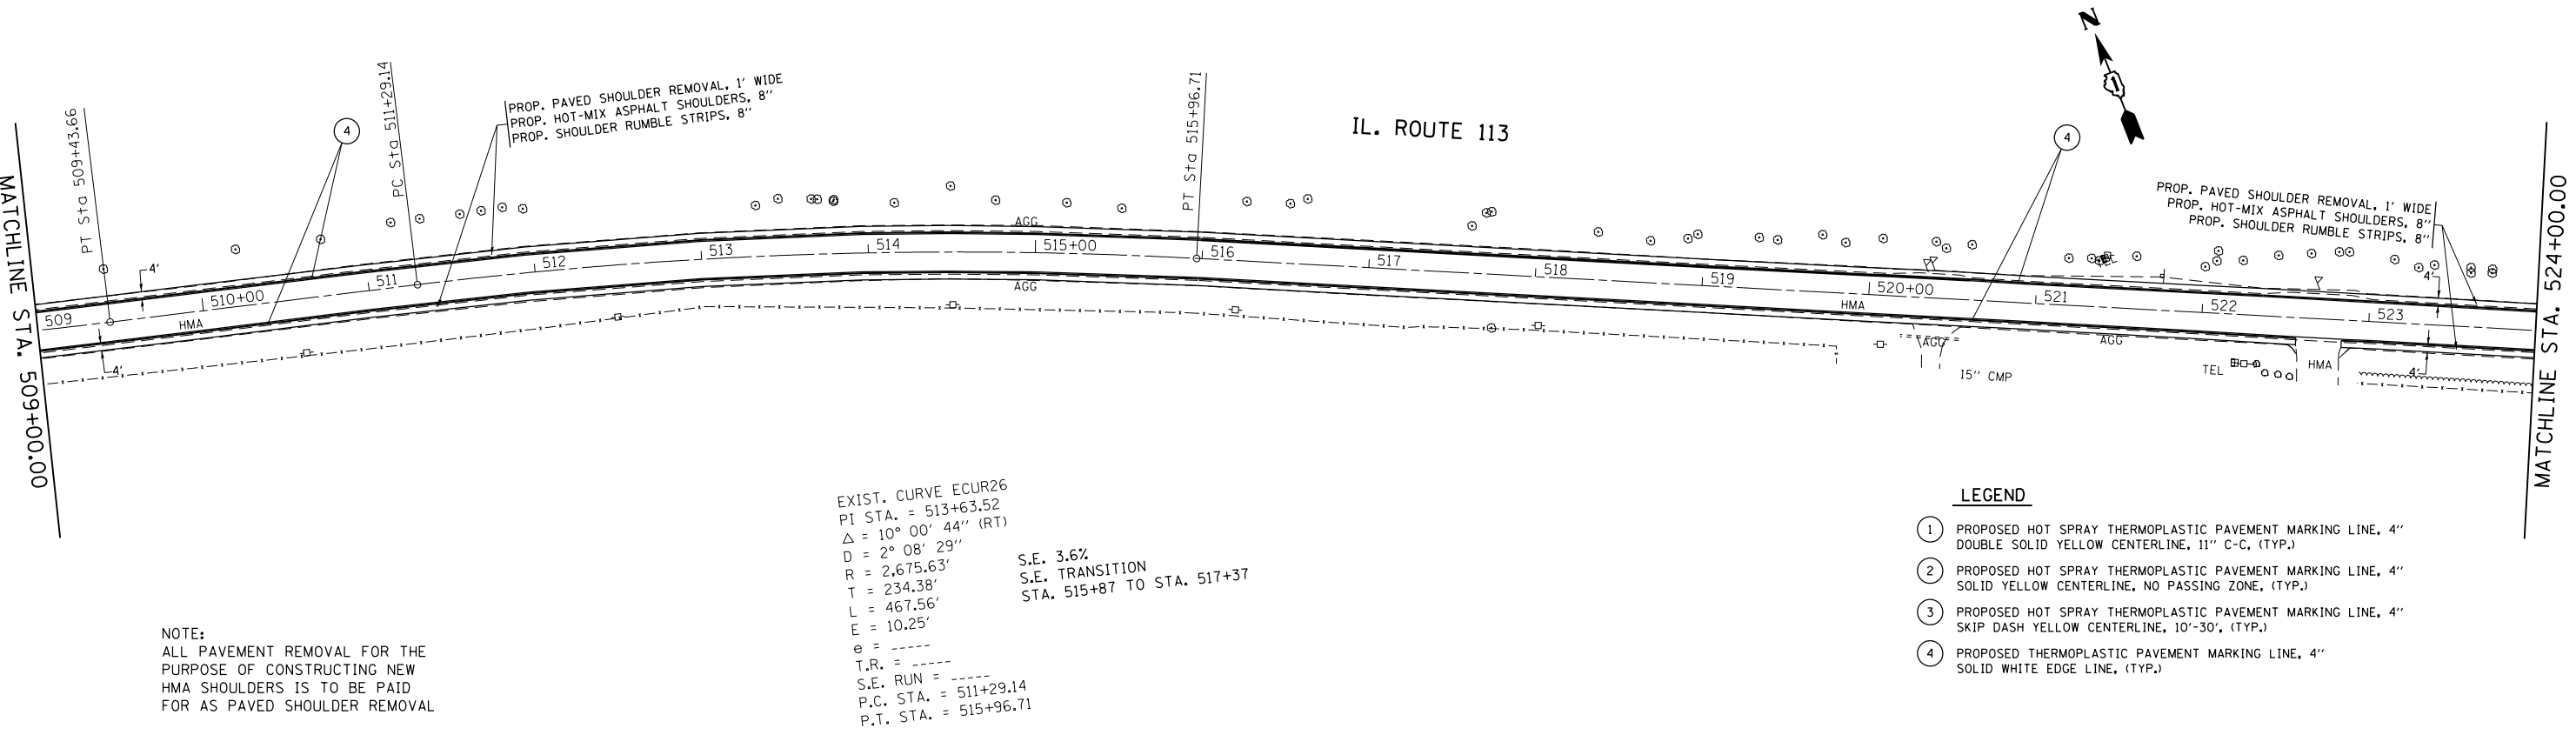 N
IL. ROUTE 113
MATCHLINE STA. 509+00.00
PT Sta 509+43.66
4
PC Sta 511+29.14
PROP. PAVED SHOULDER REMOVAL, 1' WIDE
PROP. HOT-MIX ASPHALT SHOULDERS, 8"
PROP. SHOULDER RUMBLE STRIPS, 8"
PT Sta 515+96.71
4
PROP. PAVED SHOULDER REMOVAL, 1' WIDE
PROP. HOT-MIX ASPHALT SHOULDERS, 8"
PROP. SHOULDER RUMBLE STRIPS, 8"
MATCHLINE STA. 524+00.00
4'
4'
509
510+00
511
512
513
514
515+00
516
517
518
519
520+00
521
522
523
HMA
AGG
AGG
HMA
AGG
AGG
HMA
4'
4'
15" CMP
TEL
EXIST. CURVE ECUR26
PI STA. = 513+63.52
△ = 10° 00' 44" (RT)
D = 2° 08' 29"
R = 2,675.63'
T = 234.38'
L = 467.56'
E = 10.25'
e = -----
T.R. = -----
S.E. RUN = -----
P.C. STA. = 511+29.14
P.T. STA. = 515+96.71
S.E. 3.6%
S.E. TRANSITION
STA. 515+87 TO STA. 517+37
NOTE:
ALL PAVEMENT REMOVAL FOR THE
PURPOSE OF CONSTRUCTING NEW
HMA SHOULDERS IS TO BE PAID
FOR AS PAVED SHOULDER REMOVAL
LEGEND
1 PROPOSED HOT SPRAY THERMOPLASTIC PAVEMENT MARKING LINE, 4"
DOUBLE SOLID YELLOW CENTERLINE, 11" C-C, (TYP.)
2 PROPOSED HOT SPRAY THERMOPLASTIC PAVEMENT MARKING LINE, 4"
SOLID YELLOW CENTERLINE, NO PASSING ZONE, (TYP.)
3 PROPOSED HOT SPRAY THERMOPLASTIC PAVEMENT MARKING LINE, 4"
SKIP DASH YELLOW CENTERLINE, 10'-30', (TYP.)
4 PROPOSED THERMOPLASTIC PAVEMENT MARKING LINE, 4"
SOLID WHITE EDGE LINE, (TYP.)